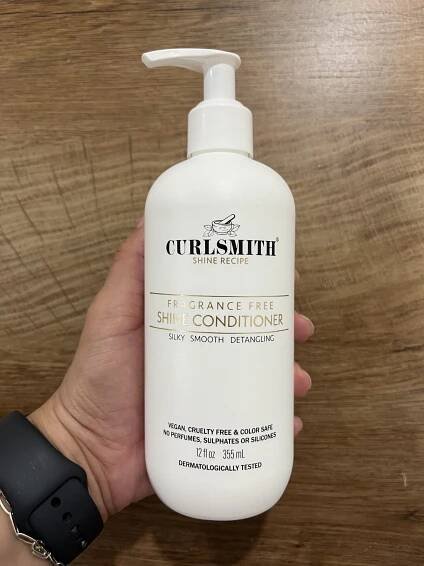 CURLSMITH®
SHINE RECIPE
FRAGRANCE FREE
SHINE CONDITIONER
SILKY SMOOTH DETANGLING
VEGAN, CRUELTY FREE & COLOR SAFE
NO PERFUMES, SULPHATES OR SILICONES
12 fl oz 355 mL
DERMATOLOGICALLY TESTED